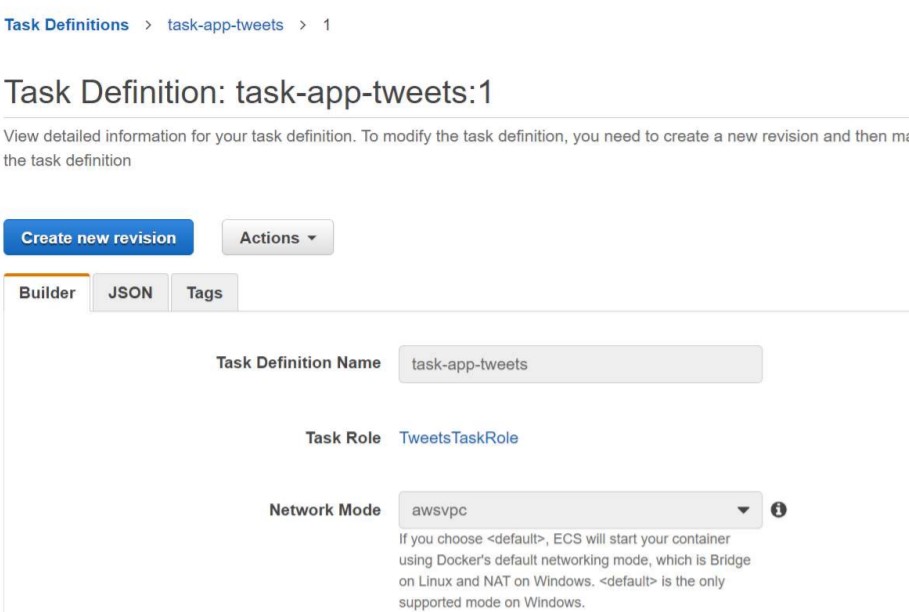 Task Definitions > task-app-tweets > 1
Task Definition: task-app-tweets:1
View detailed information for your task definition. To modify the task definition, you need to create a new revision and then
the task definition
Create new revision Actions
Builder JSON Tags
Task Definition Name task-app-tweets
Task Role TweetsTaskRole
Network Mode awsvpc
If you choose <default>, ECS will start your container
using Docker's default networking mode, which is Bridge
on Linux and NAT on Windows. <default> is the only
supported mode on Windows.